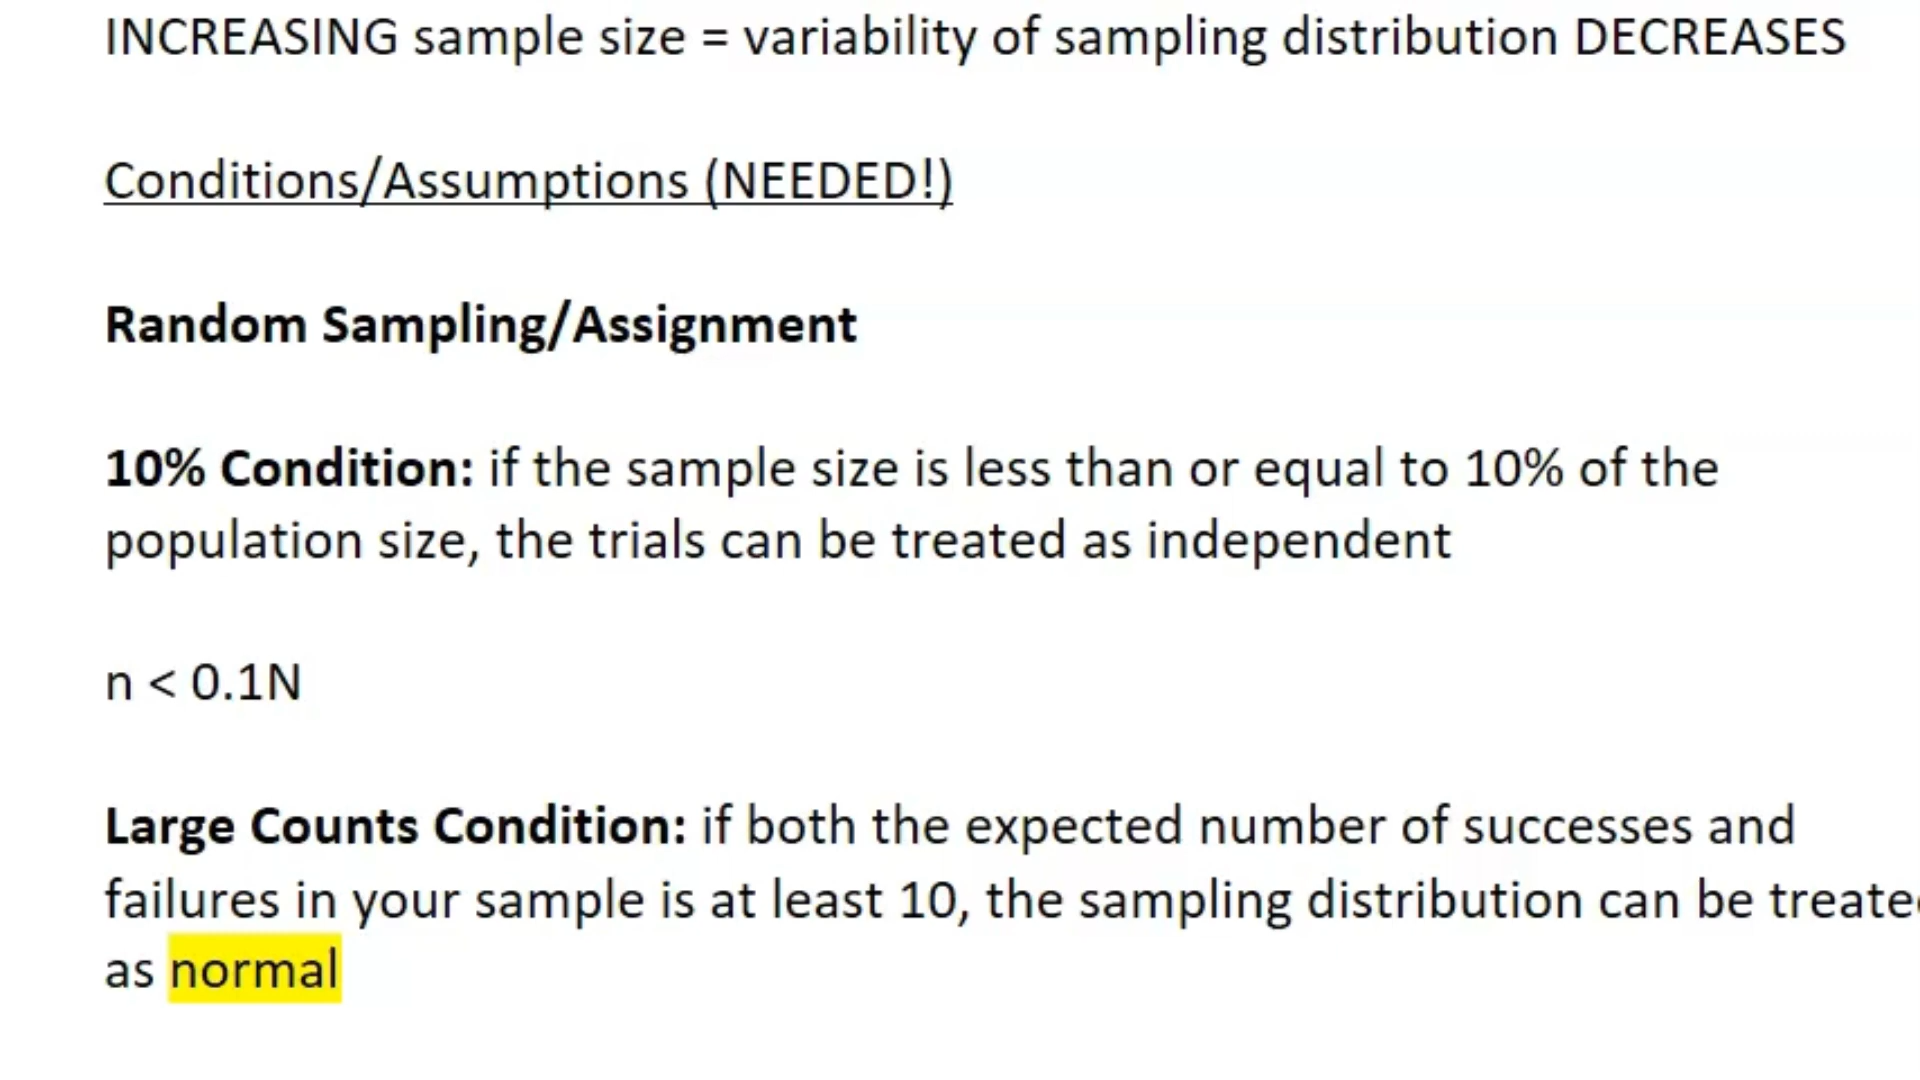 INCREASING sample size = variability of sampling distribution DECREASES
Conditions/Assumptions (NEEDED!)
Random Sampling/Assignment
10% Condition: if the sample size is less than or equal to 10% of the
population size, the trials can be treated as independent
n < 0.1N
Large Counts Condition: if both the expected number of successes and
failures in your sample is at least 10, the sampling distribution can be treated
as normal